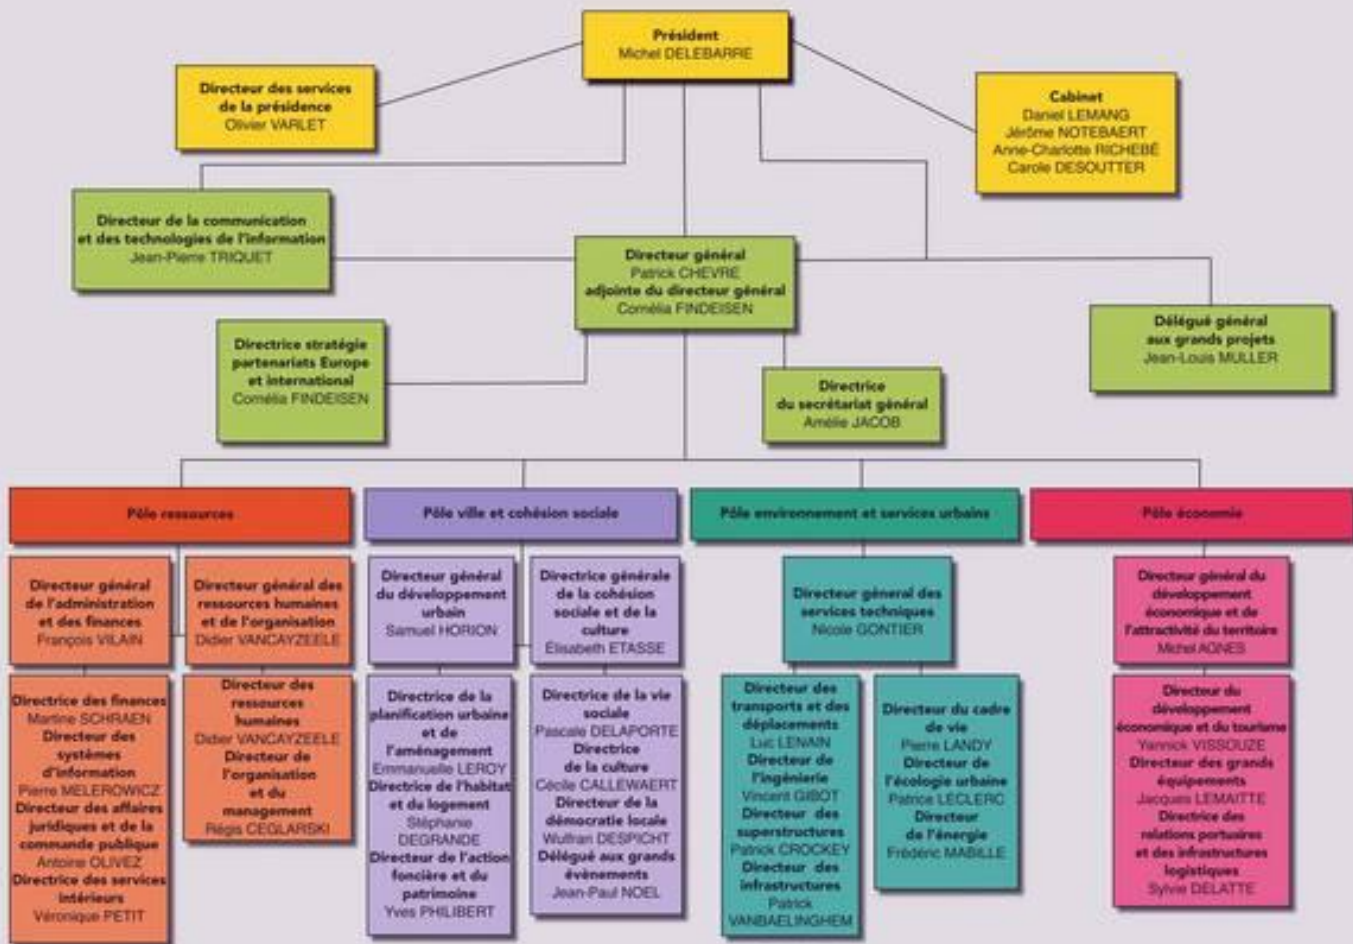 Président
Michel DELEBARRE
Directeur des services
de la présidence
Olivier VARLET
Cabinet
Daniel LEMANG
Jérôme NOTEBAERT
Anne-Charlotte RICHEBÉ
Carole DESOUTTER
Directeur de la communication
et des technologies de l'information
Jean-Pierre TRIQUET
Directeur général
Patrick CHEVRE
adjointe du directeur général
Cornélia FINDEISEN
Délégué général
aux grands projets
Jean-Louis MULLER
Directrice stratégie
partenariats Europe
et international
Cornélia FINDEISEN
Directrice
du secrétariat général
Amélie JACOB
Pôle ressources
Pôle ville et cohésion sociale
Pôle environnement et services urbains
Pôle économie
Directeur général
de l'administration
et des finances
François VILAIN
Directeur général des
ressources humaines
et de l'organisation
Didier VANCAYZEELE
Directeur général
du développement
urbain
Samuel HORION
Directrice générale
de la cohésion
sociale et de la
culture
Élisabeth ETASSE
Directeur géneral des
services techniques
Nicole GONTIER
Directeur général du
développement
économique et de
l'attractivité du territoire
Michel AGNES
Directrice des finances
Martine SCHRAEN
Directeur des
systèmes
d'information
Pierre MELEROWICZ
Directeur des affaires
juridiques et de la
commande publique
Antoine OLIVEZ
Directrice des services
intérieurs
Véronique PETIT
Directeur des
ressources
humaines
Didier VANCAYZEELE
Directeur de
l'organisation
et du
management
Régis CEGLARSKI
Directrice de la
planification urbaine
et de
l'aménagement
Emmanuelle LEROY
Directrice de l'habitat
et du logement
Stéphanie
DEGRANDE
Directeur de l'action
foncière et du
patrimoine
Yves PHILIBERT
Directrice de la vie
sociale
Pascale DELAPORTE
Directrice
de la culture
Cécile CALLEWAERT
Directeur de la
démocratie locale
Wulfran DESPICHT
Délégué aux grands
évènements
Jean-Paul NOEL
Directeur des
transports et des
déplacements
Luc LENAIN
Directeur de
l'ingénierie
Vincent GIBOT
Directeur des
superstructures
Patrick CROCKEY
Directeur des
infrastructures
Patrick
VANBAELINGHEM
Directeur du cadre
de vie
Pierre LANDY
Directeur de
l'écologie urbaine
Patrice LECLERC
Directeur
de l'énergie
Frédéric MABILLE
Directeur du
développement
économique et du tourisme
Yannick VISSOUZE
Directeur des grands
équipements
Jacques LEMAITTE
Directrice des
relations portuaires
et des infrastructures
logistiques
Sylvie DELATTE